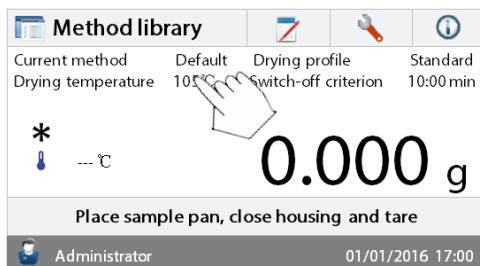 Method library
Current method Default Drying profile Standard
Drying temperature 105℃ Switch-off criterion 10:00 min
* --- ℃ 0.000 g
Place sample pan, close housing and tare
Administrator 01/01/2016 17:00